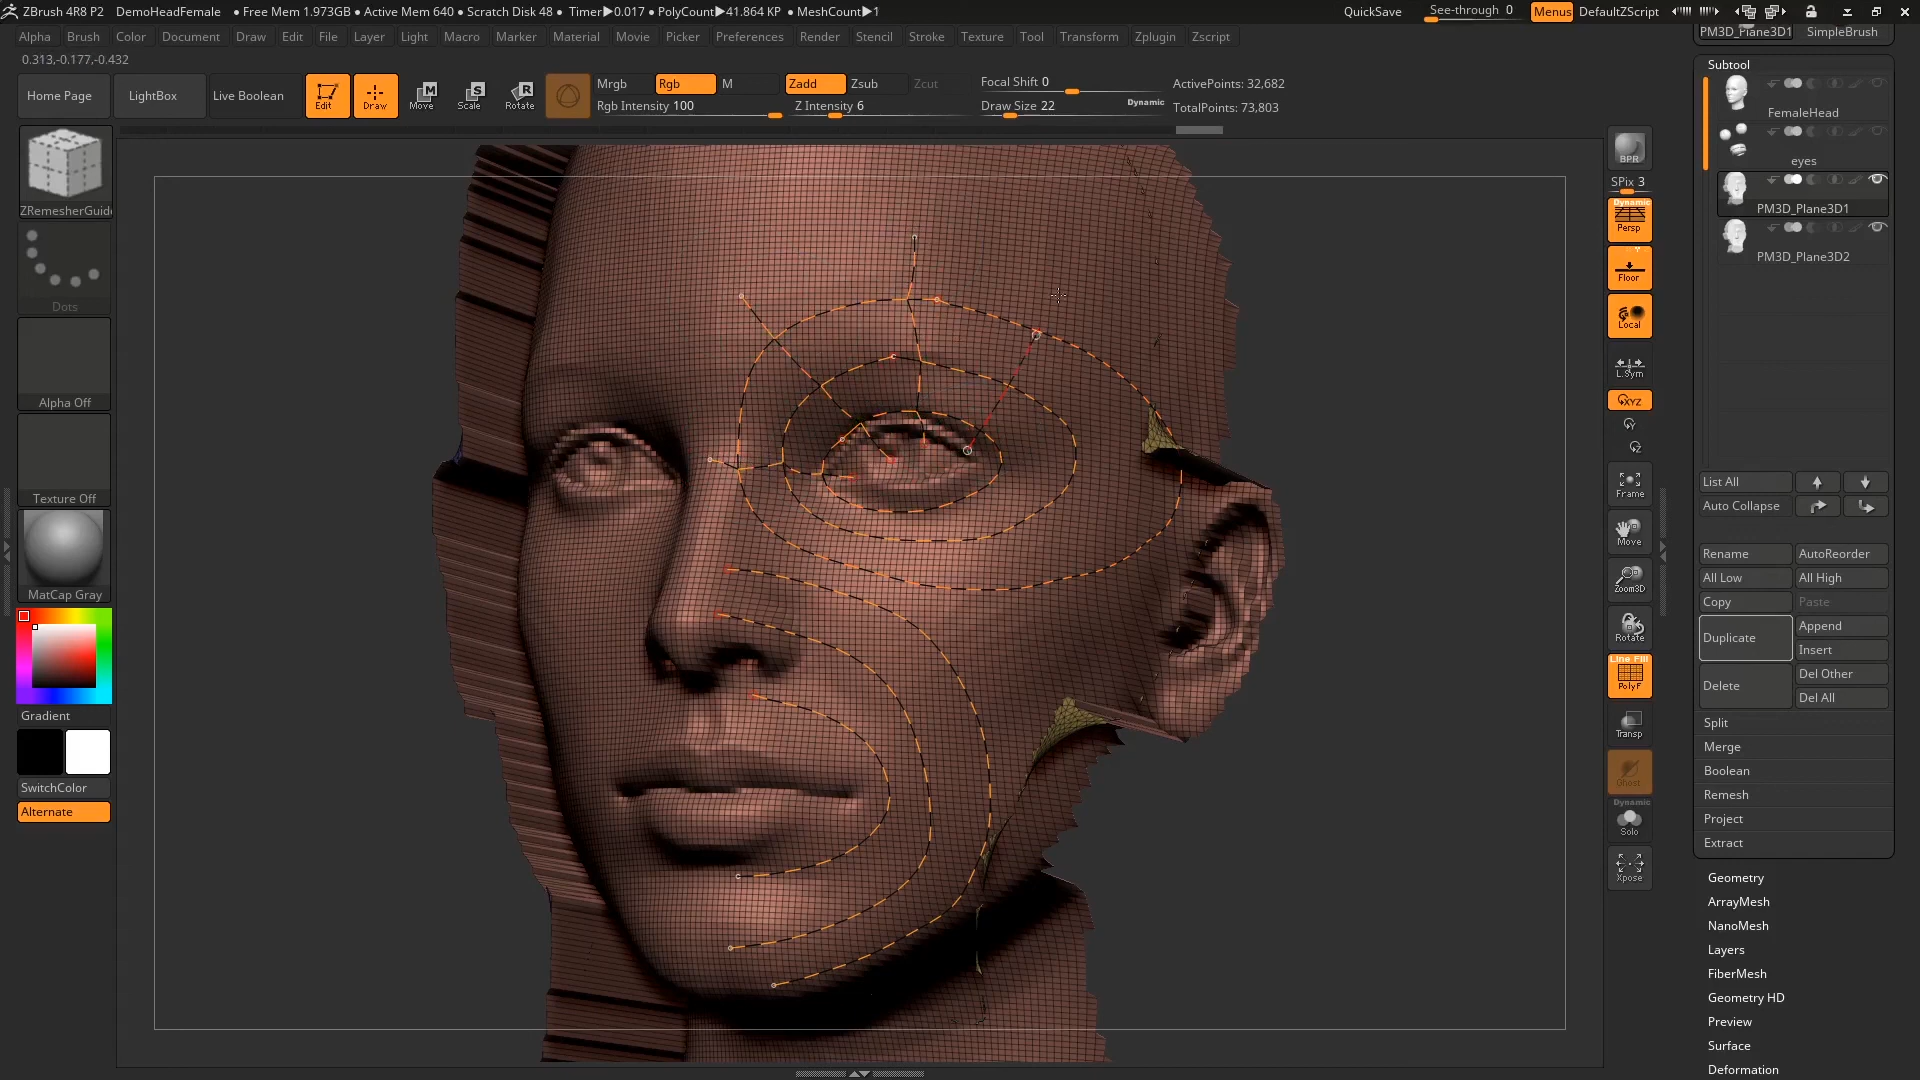 ZBrush 4R8 P2 DemoHeadFemale ● Free Mem 1.973GB ● Active Mem 640 ● Scratch Disk 48 ● Timer▶0.017 ● PolyCount▶41.864 KP ● MeshCount▶1 QuickSave See-through 0 Menus DefaultZScript
Alpha Brush Color Document Draw Edit File Layer Light Macro Marker Material Movie Picker Preferences Render Stencil Stroke Texture Tool Transform Zplugin Zscript
PM3D_Plane3D1 SimpleBrush
0.313,-0.177,-0.432
Home Page
LightBox
Live Boolean
Edit
Draw
Move
M
Scale
S
Rotate
R
Mrgb Rgb M Zadd Zsub Zcut
Rgb Intensity 100 Z Intensity 6
Focal Shift 0
Draw Size 22 Dynamic
ActivePoints: 32,682
TotalPoints: 73,803
ZRemesherGuid
Dots
Alpha Off
Texture Off
MatCap Gray
Gradient
SwitchColor
Alternate
BPR
SPix 3
Dynamic
Persp
Floor
Local
L.Sym
XYZ
Y
Z
Frame
Move
Zoom3D
Rotate
Line Fill
PolyF
Transp
Ghost
Dynamic
Solo
Xpose
Subtool
FemaleHead
eyes
PM3D_Plane3D1
PM3D_Plane3D2
List All
Auto Collapse
Rename AutoReorder
All Low All High
Copy Paste
Duplicate Append
Insert
Delete Del Other
Del All
Split
Merge
Boolean
Remesh
Project
Extract
Geometry
ArrayMesh
NanoMesh
Layers
FiberMesh
Geometry HD
Preview
Surface
Deformation